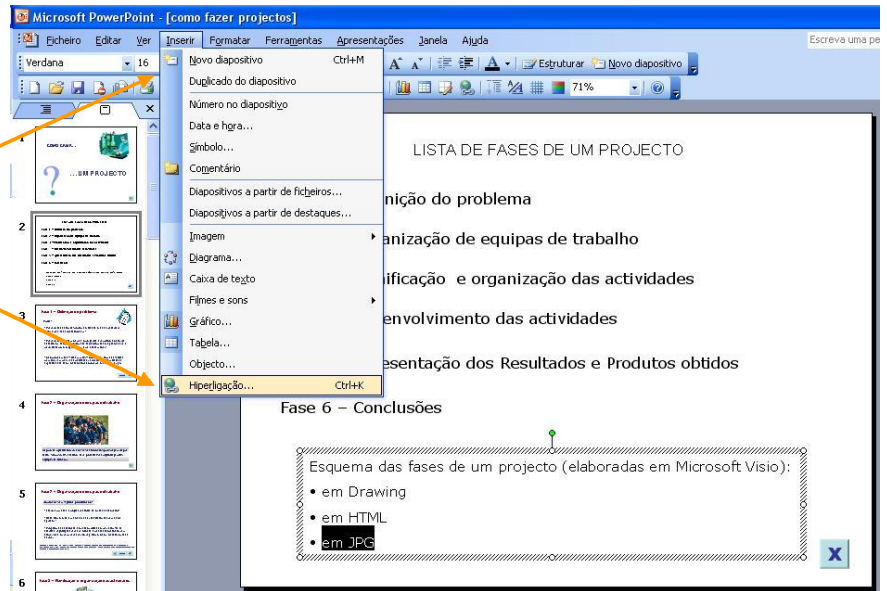 Microsoft PowerPoint - [como fazer projectos]
Ficheiro Editar Ver Inserir Formatar Ferramentas Apresentações Janela Ajuda
Escreva uma pe
Verdana 16
Estruturar Novo diapositivo
71%
Novo diapositivo Ctrl+M
Duplicado do diapositivo
Número no diapositivo
Data e hora...
Símbolo...
Comentário
Diapositivos a partir de ficheiros...
Diapositivos a partir de destaques...
Imagem
Diagrama...
Caixa de texto
Filmes e sons
Gráfico...
Tabela...
Objecto...
Hiperligação... Ctrl+K
1
...UM PROJECTO
2
3
4
5
6
LISTA DE FASES DE UM PROJECTO
nição do problema
anização de equipas de trabalho
ificação e organização das actividades
envolvimento das actividades
esentação dos Resultados e Produtos obtidos
Fase 6 – Conclusões
Esquema das fases de um projecto (elaboradas em Microsoft Visio):
• em Drawing
• em HTML
• em JPG
X